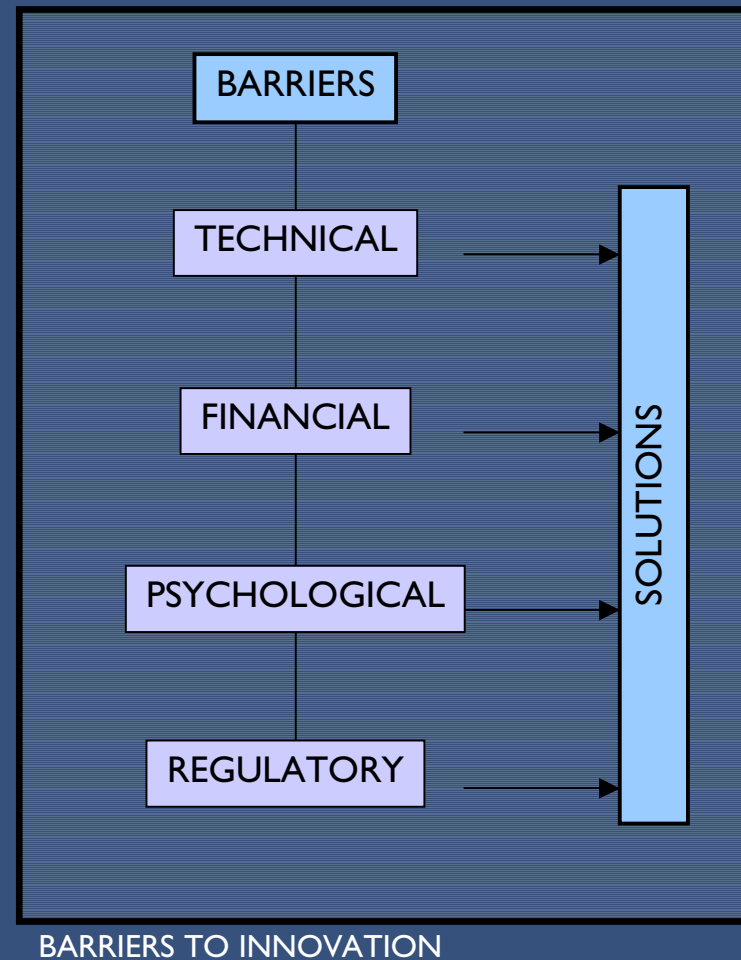 BARRIERS
TECHNICAL
FINANCIAL
PSYCHOLOGICAL
REGULATORY
SOLUTIONS
BARRIERS TO INNOVATION